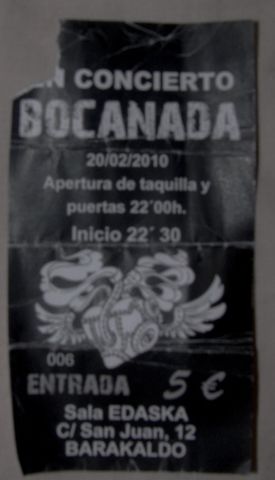 EN CONCIERTO
BOCANADA
20/02/2010
Apertura de taquilla y
puertas 22´00h.
Inicio 22´ 30
006
ENTRADA 5 €
Sala EDASKA
C/ San Juan, 12
BARAKALDO